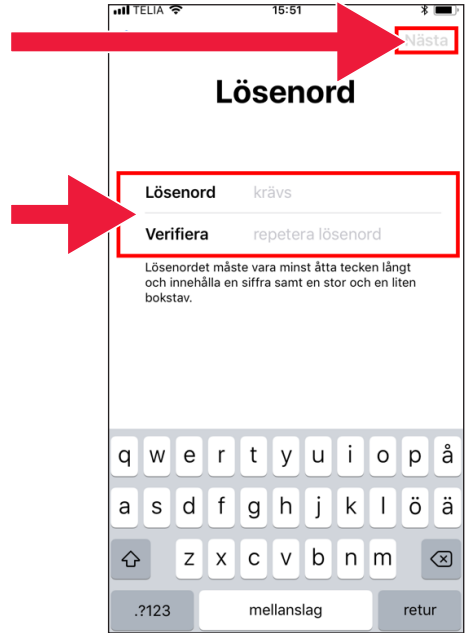 TELIA 15:51
Nästa
Lösenord
Lösenord krävs
Verifiera repetera lösenord
Lösenordet måste vara minst åtta tecken långt
och innehålla en siffra samt en stor och en liten
bokstav.
q w e r t y u i o p å
a s d f g h j k l ö ä
z x c v b n m
.?123 mellanslag retur